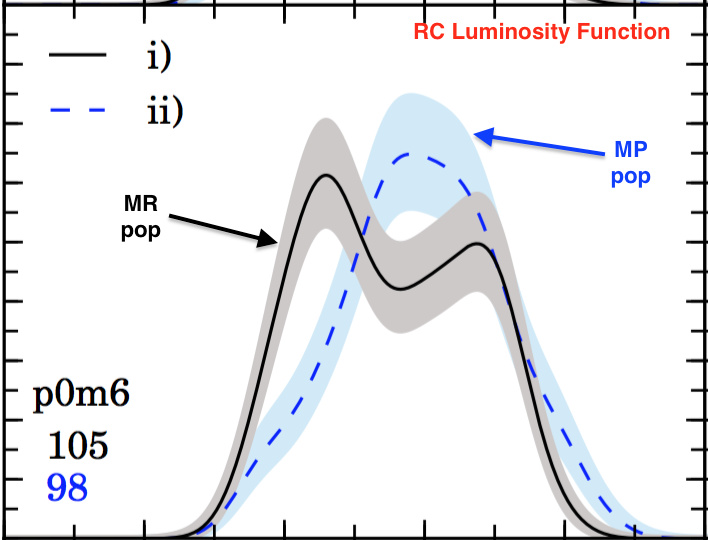 RC Luminosity Function
i)
ii)
MP
pop
MR
pop
p0m6
105
98